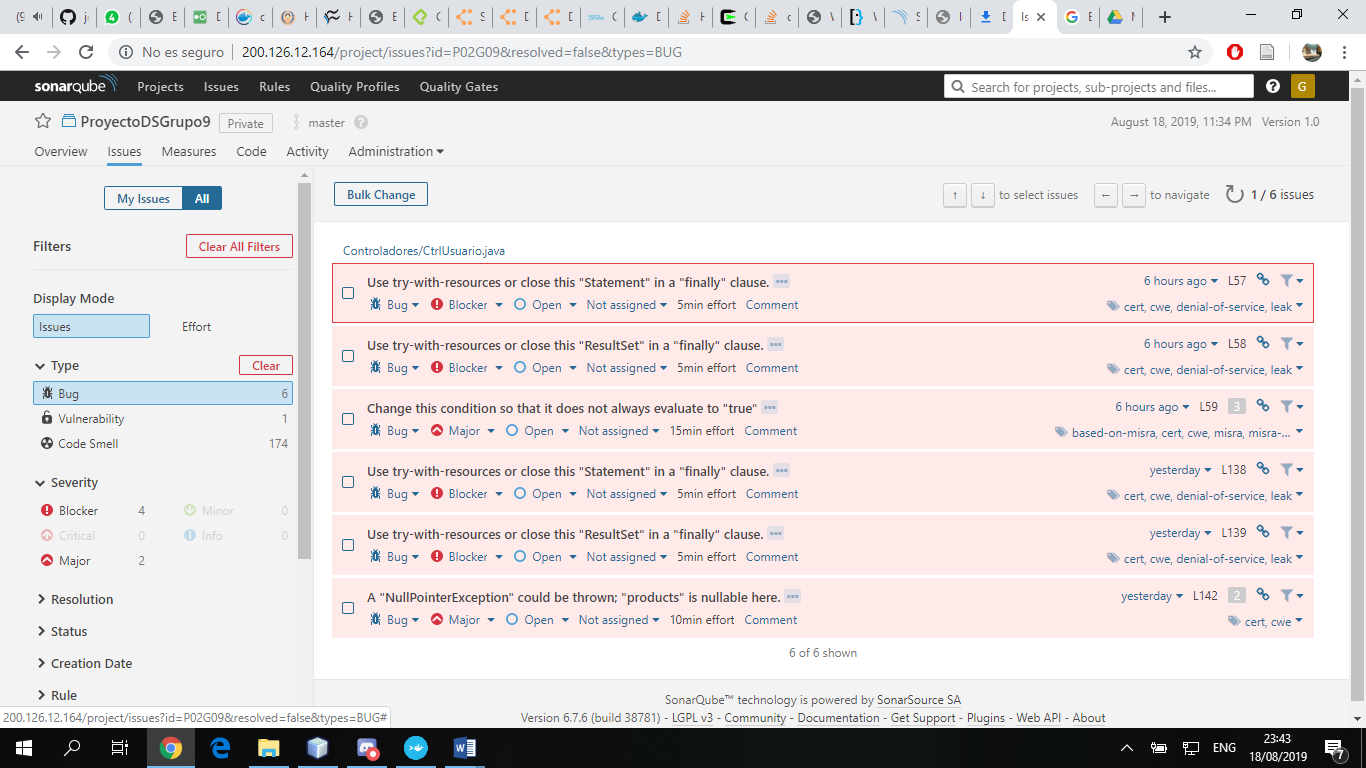 No es seguro
200.126.12.164/project/issues?id=P02G09&resolved=false&types=BUG
sonarqube
Projects
Issues
Rules
Quality Profiles
Quality Gates
Search for projects, sub-projects and files...
G
ProyectoDSGrupo9
Private
master
August 18, 2019, 11:34 PM
Version 1.0
Overview
Issues
Measures
Code
Activity
Administration
My Issues
All
Filters
Clear All Filters
Display Mode
Issues
Effort
Type
Clear
Bug 6
Vulnerability 1
Code Smell 174
Severity
Blocker 4
Minor 0
Critical 0
Info 0
Major 2
Resolution
Status
Creation Date
Rule
200.126.12.164/project/issues?id=P02G09&resolved=false&types=BUG#
Bulk Change
↑ ↓ to select issues
← → to navigate
1 / 6 issues
Controladores/CtrlUsuario.java
Use try-with-resources or close this "Statement" in a "finally" clause.
6 hours ago L57
Bug Blocker Open Not assigned 5min effort Comment
cert, cwe, denial-of-service, leak
Use try-with-resources or close this "ResultSet" in a "finally" clause.
6 hours ago L58
Bug Blocker Open Not assigned 5min effort Comment
cert, cwe, denial-of-service, leak
Change this condition so that it does not always evaluate to "true"
6 hours ago L59 3
Bug Major Open Not assigned 15min effort Comment
based-on-misra, cert, cwe, misra, misra-...
Use try-with-resources or close this "Statement" in a "finally" clause.
yesterday L138
Bug Blocker Open Not assigned 5min effort Comment
cert, cwe, denial-of-service, leak
Use try-with-resources or close this "ResultSet" in a "finally" clause.
yesterday L139
Bug Blocker Open Not assigned 5min effort Comment
cert, cwe, denial-of-service, leak
A "NullPointerException" could be thrown; "products" is nullable here.
yesterday L142 2
Bug Major Open Not assigned 10min effort Comment
cert, cwe
6 of 6 shown
SonarQube™ technology is powered by SonarSource SA
Version 6.7.6 (build 38781) - LGPL v3 - Community - Documentation - Get Support - Plugins - Web API - About
ENG
23:43
18/08/2019
7